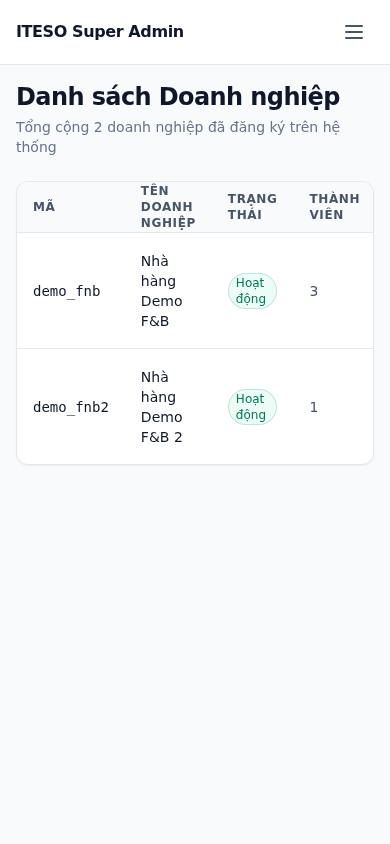 ITESO Super Admin
Danh sách Doanh nghiệp
Tổng cộng 2 doanh nghiệp đã đăng ký trên hệ
thống
MÃ
TÊN
DOANH
NGHIỆP
TRẠNG
THÁI
THÀNH
VIÊN
demo_fnb
Nhà
hàng
Demo
F&B
Hoạt
động
3
demo_fnb2
Nhà
hàng
Demo
F&B 2
Hoạt
động
1